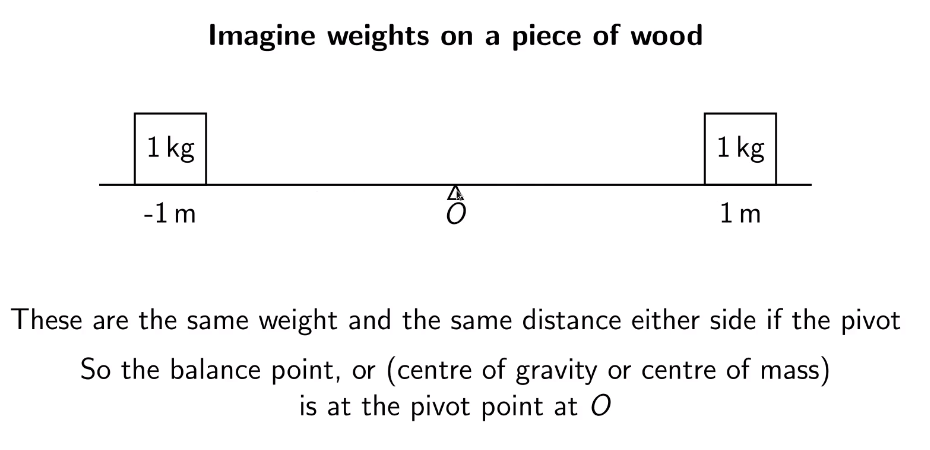 Imagine weights on a piece of wood
1 kg 1 kg
-1 m O 1 m
These are the same weight and the same distance either side if the pivot
So the balance point, or (centre of gravity or centre of mass)
is at the pivot point at O